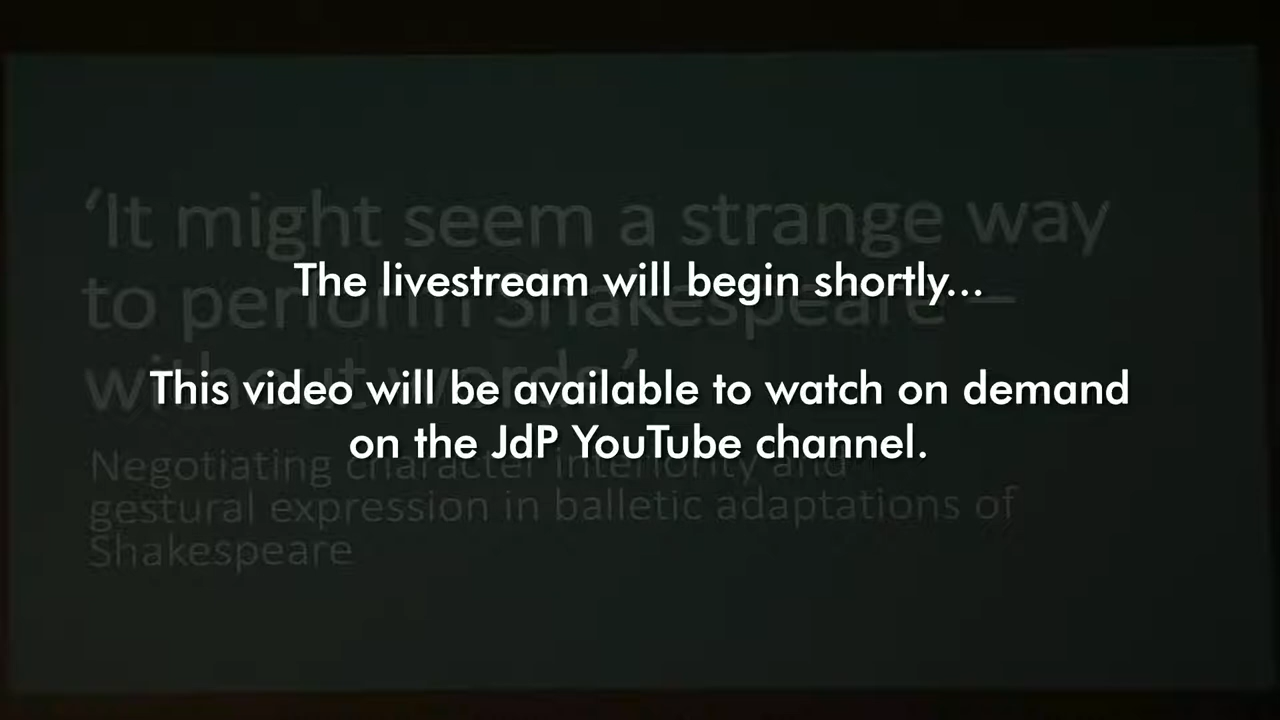 The livestream will begin shortly...
This video will be available to watch on demand
on the JdP YouTube channel.
‘It might seem a strange way
to perform Shakespeare –
without words’
Negotiating character interiority and
gestural expression in balletic adaptations of
Shakespeare